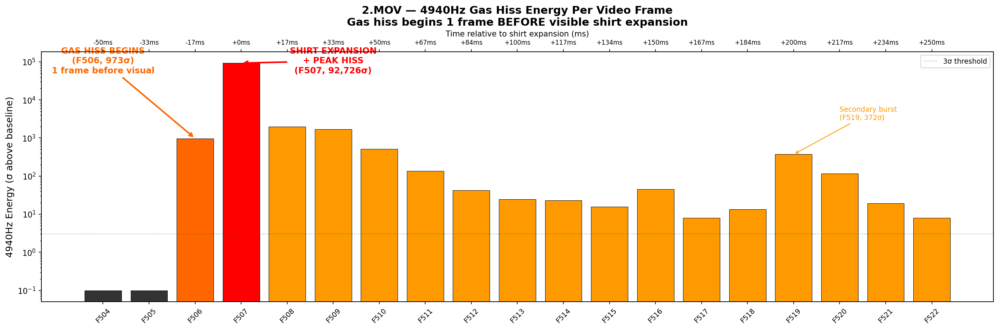 2.MOV — 4940Hz Gas Hiss Energy Per Video Frame
Gas hiss begins 1 frame BEFORE visible shirt expansion
Time relative to shirt expansion (ms)
-50ms -33ms -17ms +0ms +17ms +33ms +50ms +67ms +84ms +100ms +117ms +134ms +150ms +167ms +184ms +200ms +217ms +234ms +250ms
GAS HISS BEGINS
(F506, 973σ)
1 frame before visual
SHIRT EXPANSION
+ PEAK HISS
(F507, 92,726σ)
3σ threshold
Secondary burst
(F519, 372σ)
4940Hz Energy (σ above baseline)
10⁵
10⁴
10³
10²
10¹
10⁰
10⁻¹
F504 F505 F506 F507 F508 F509 F510 F511 F512 F513 F514 F515 F516 F517 F518 F519 F520 F521 F522